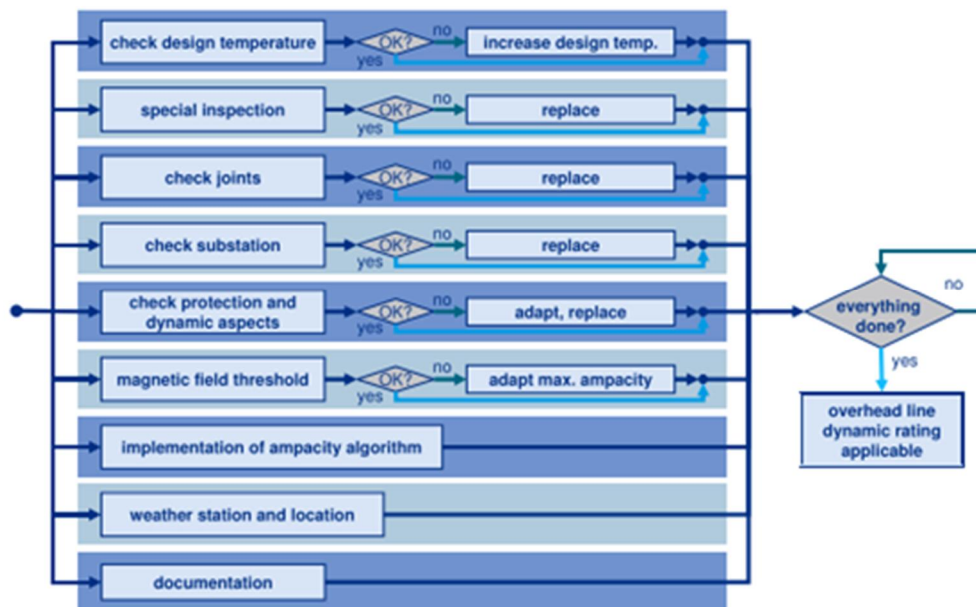 check design temperature
OK?
no
yes
increase design temp.
special inspection
OK?
no
yes
replace
check joints
OK?
no
yes
replace
check substation
OK?
no
yes
replace
check protection and
dynamic aspects
OK?
no
yes
adapt, replace
magnetic field threshold
OK?
no
yes
adapt max. ampacity
implementation of ampacity algorithm
weather station and location
documentation
everything
done?
no
yes
overhead line
dynamic rating
applicable